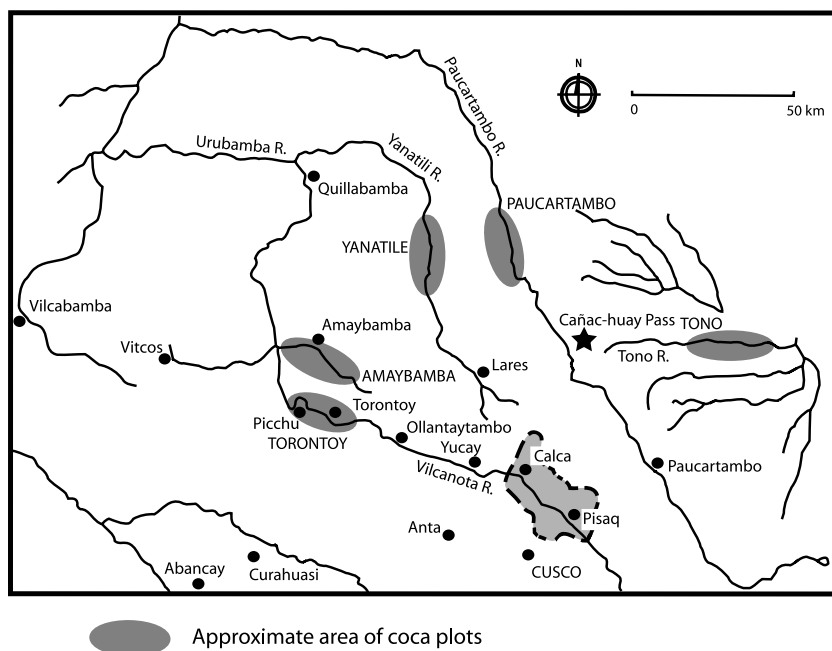 N
0 50 km
Paucartambo R.
Urubamba R.
Yanatili R.
Quillabamba
PAUCARTAMBO
YANATILE
Vilcabamba
Amaybamba
Cañac-huay Pass
TONO
Vitcos
Tono R.
Lares
AMAYBAMBA
Torontoy
Picchu
TORONTOY
Ollantaytambo
Yucay
Calca
Paucartambo
Vilcanota R.
Pisaq
Anta
Abancay
Curahuasi
CUSCO
Approximate area of coca plots